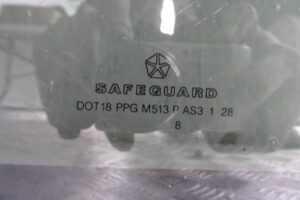 SAFEGUARD
DOT18 PPG M513 P AS3 1 28
8